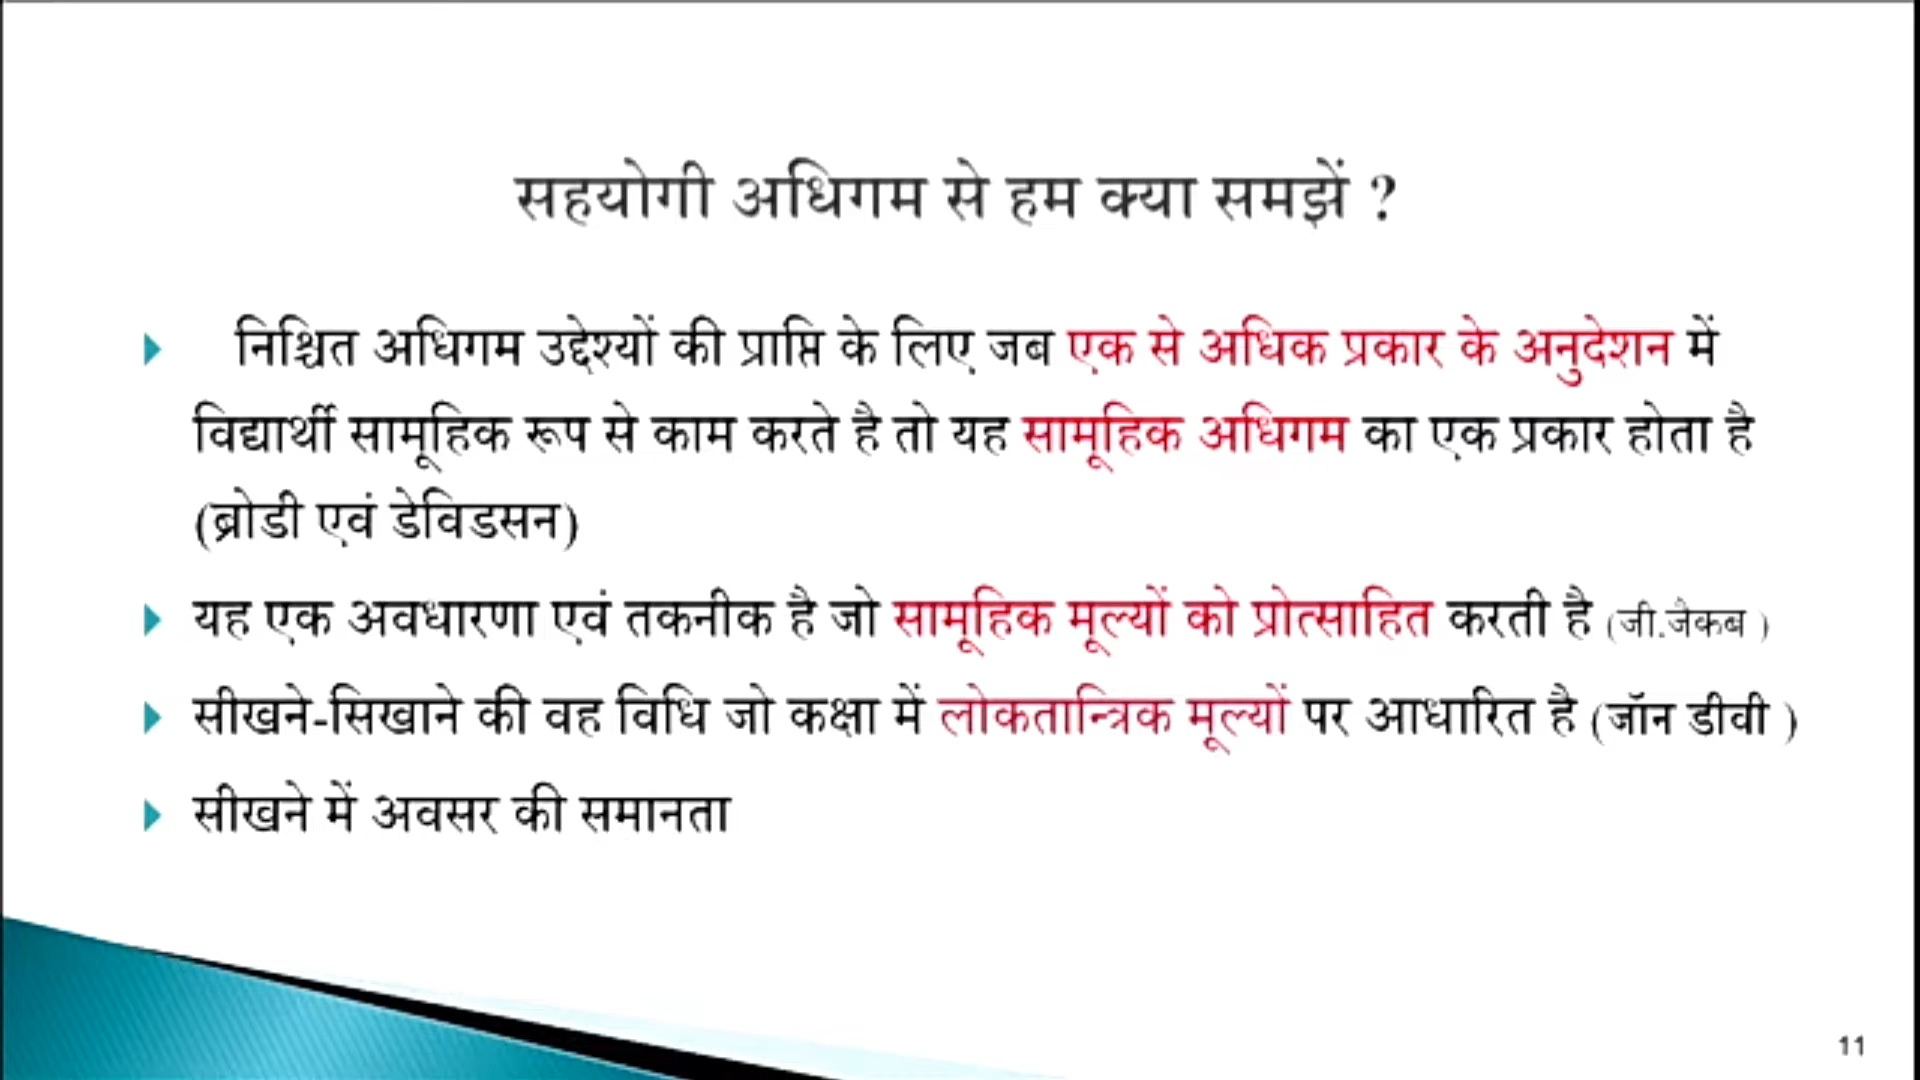 सहयोगी अधिगम से हम क्या समझें ?
निश्चित अधिगम उद्देश्यों की प्राप्ति के लिए जब एक से अधिक प्रकार के अनुदेशन में
विद्यार्थी सामूहिक रूप से काम करते है तो यह सामूहिक अधिगम का एक प्रकार होता है
(ब्रोडी एवं डेविडसन)
यह एक अवधारणा एवं तकनीक है जो सामूहिक मूल्यों को प्रोत्साहित करती है (जी.जैकब )
सीखने-सिखाने की वह विधि जो कक्षा में लोकतान्त्रिक मूल्यों पर आधारित है (जॉन डीवी )
सीखने में अवसर की समानता
11